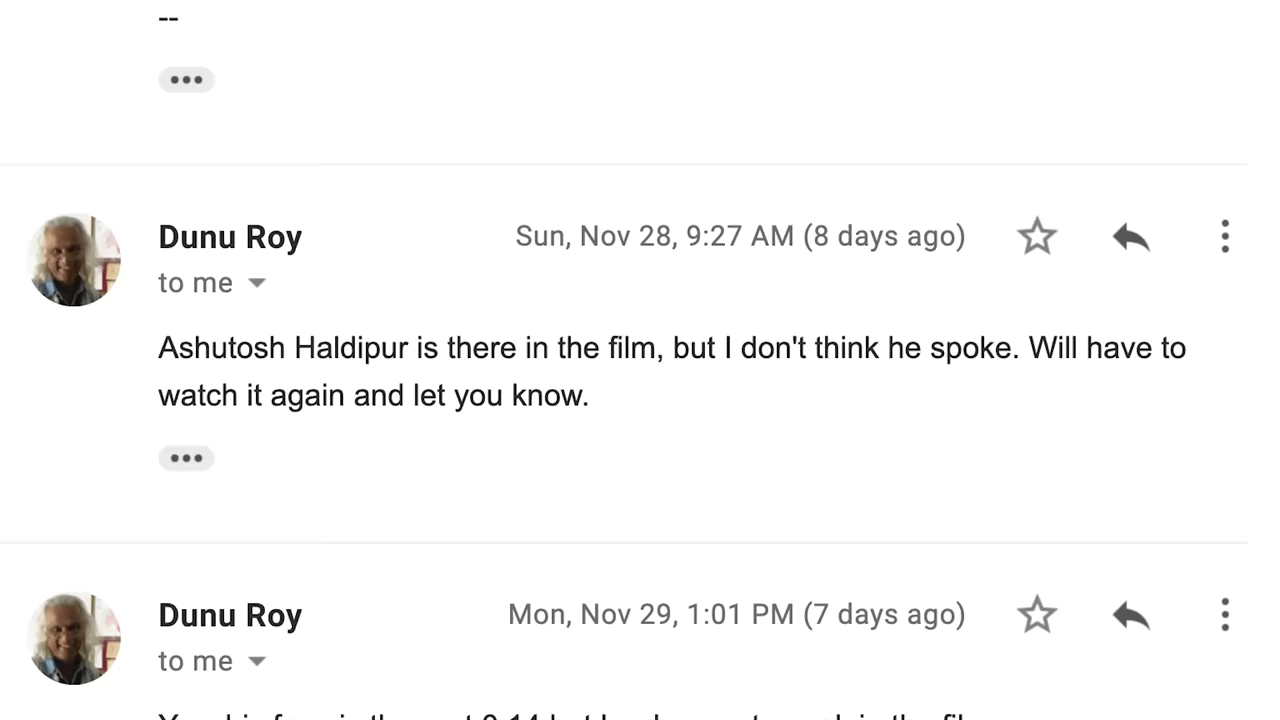 --
Dunu Roy
Sun, Nov 28, 9:27 AM (8 days ago)
to me
Ashutosh Haldipur is there in the film, but I don't think he spoke. Will have to
watch it again and let you know.
Dunu Roy
Mon, Nov 29, 1:01 PM (7 days ago)
to me